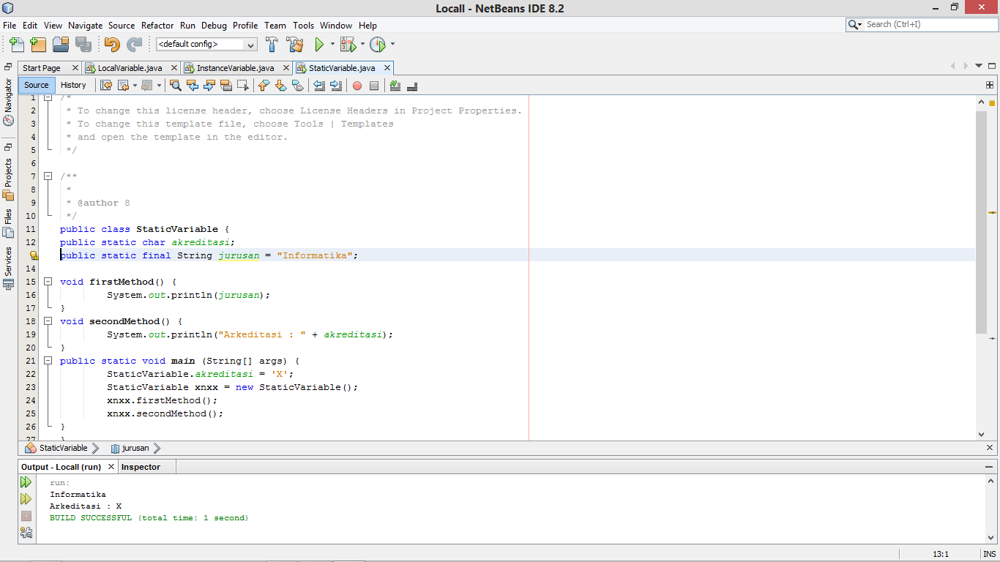 Locall - NetBeans IDE 8.2
File Edit View Navigate Source Refactor Run Debug Profile Team Tools Window Help
Search (Ctrl+I)
<default config>
Start Page LocalVariable.java InstanceVariable.java StaticVariable.java
Source History
Navigator
Projects
Files
Services
1 /*
2 * To change this license header, choose License Headers in Project Properties.
3 * To change this template file, choose Tools | Templates
4 * and open the template in the editor.
5 */
6
7 /**
8 *
9 * @author 8
10 */
11 public class StaticVariable {
12 public static char akreditasi;
public static final String jurusan = "Informatika";
14
15 void firstMethod() {
16 System.out.println(jurusan);
17 }
18 void secondMethod() {
19 System.out.println("Arkeditasi : " + akreditasi);
20 }
21 public static void main (String[] args) {
22 StaticVariable.akreditasi = 'X';
23 StaticVariable xnxx = new StaticVariable();
24 xnxx.firstMethod();
25 xnxx.secondMethod();
26 }
27 }
StaticVariable jurusan
Output - Locall (run) Inspector
run:
Informatika
Arkeditasi : X
BUILD SUCCESSFUL (total time: 1 second)
13:1 INS